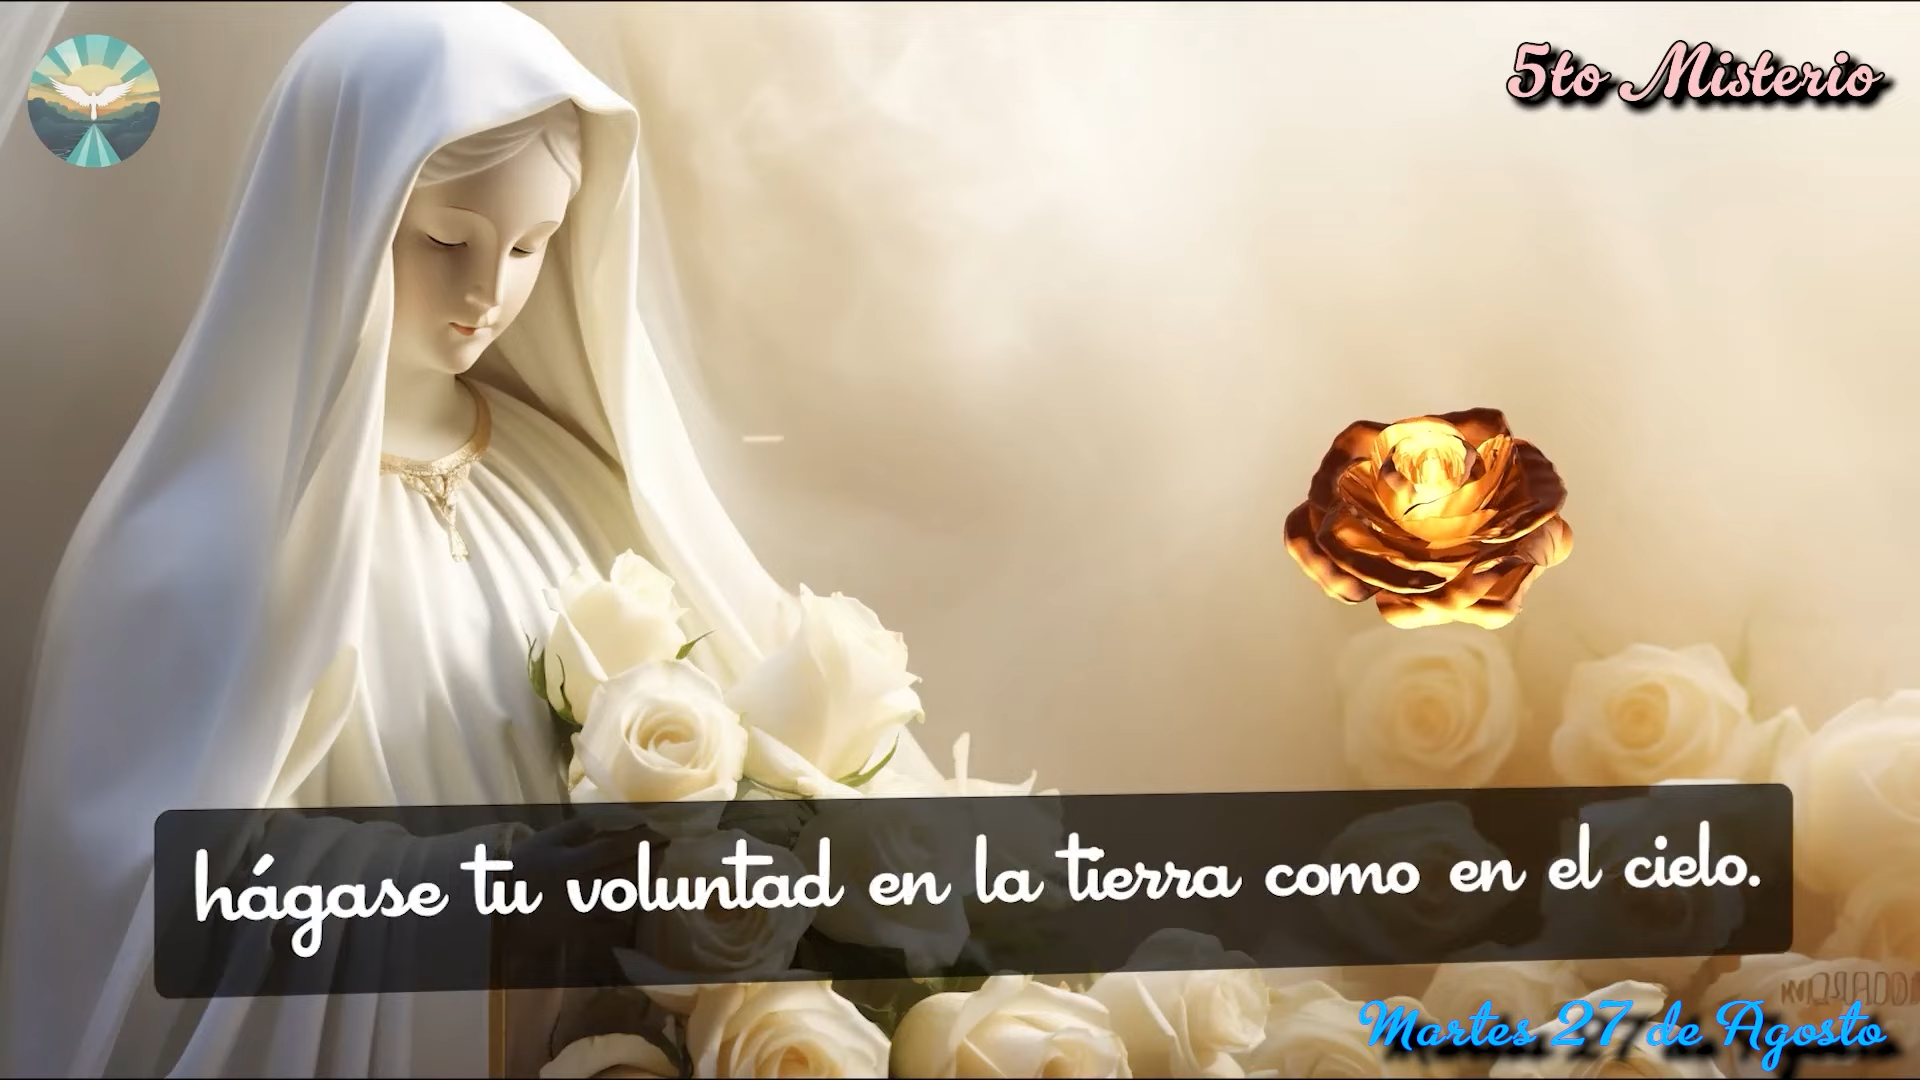 5to Misterio
hágase tu voluntad en la tierra como en el cielo.
Martes 27 de Agosto